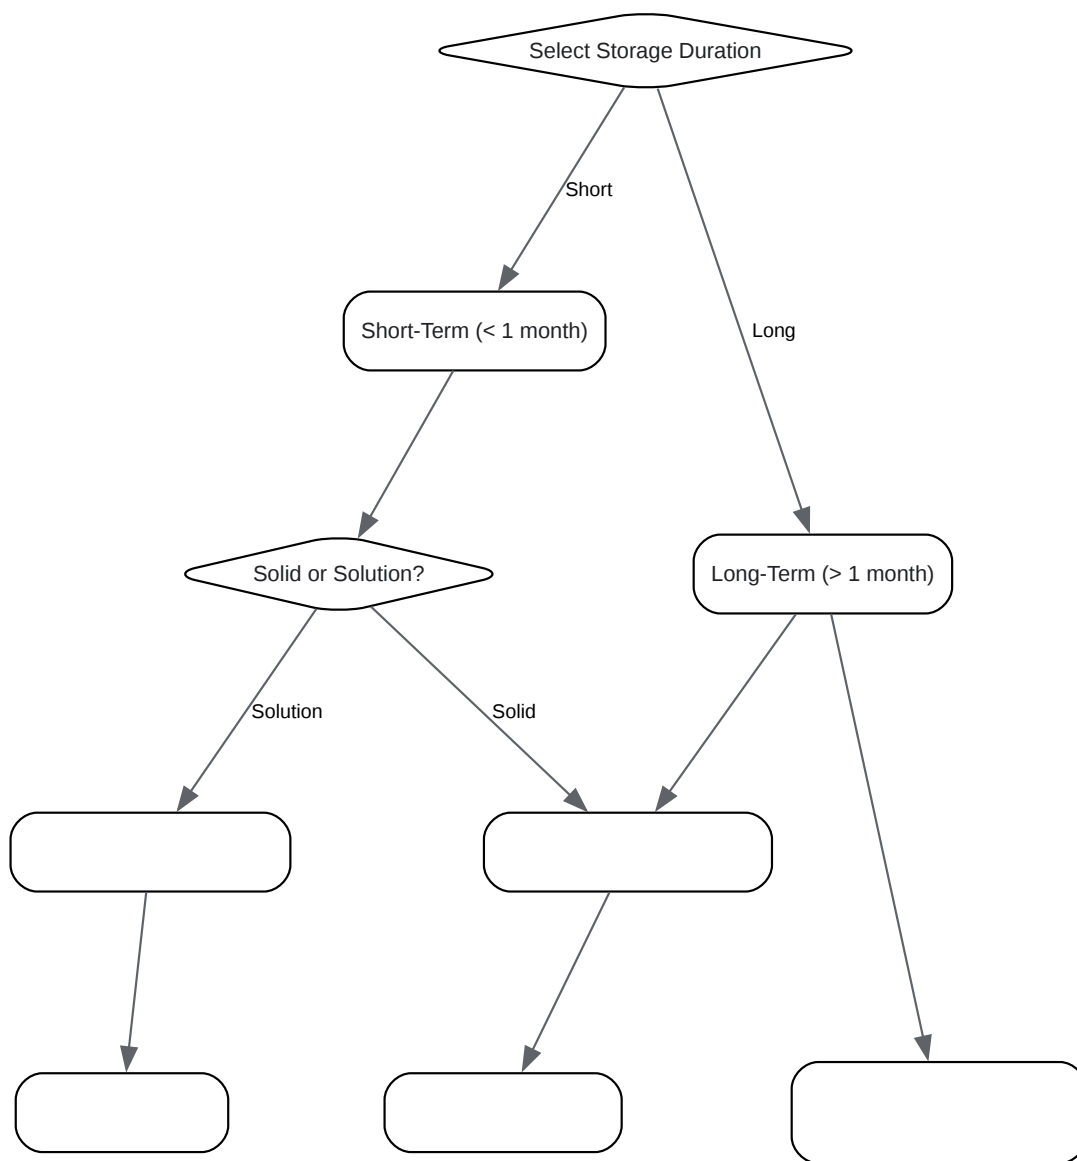 Select Storage Duration
Short
Short-Term (< 1 month)
Long
Solid or Solution?
Long-Term (> 1 month)
Solution
Solid